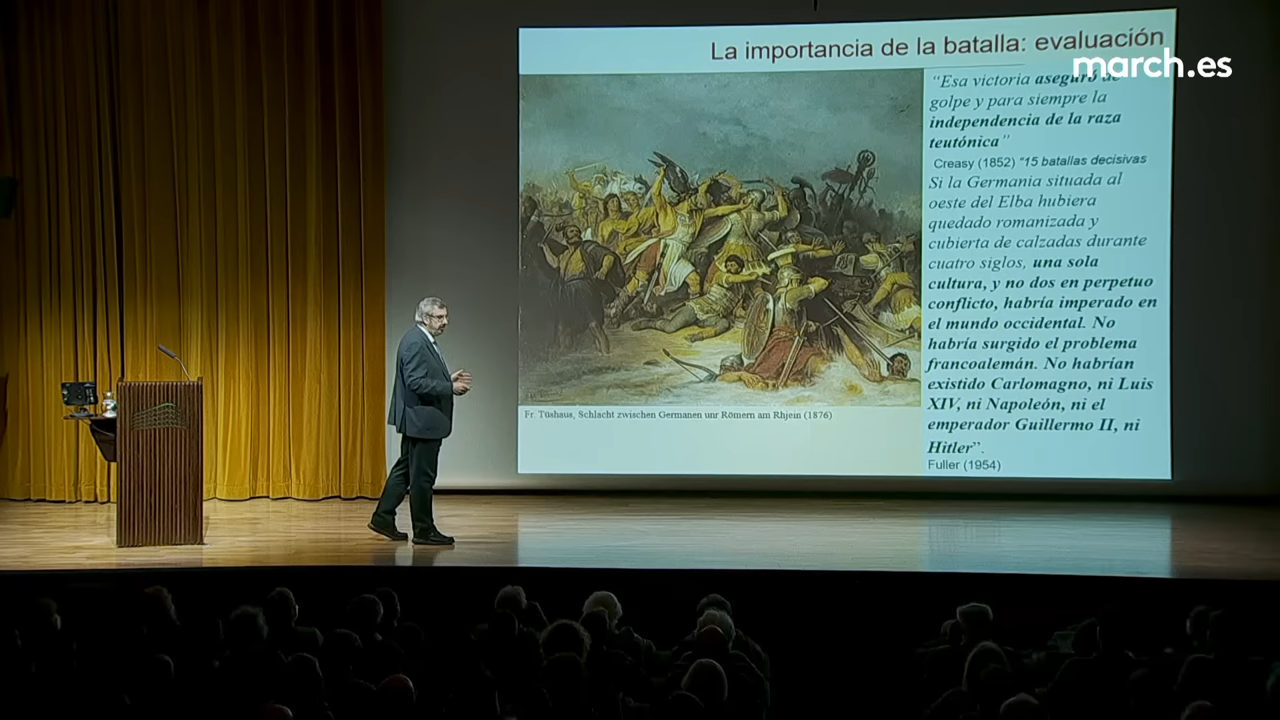 La importancia de la batalla: evaluación
march.es
“Esa victoria aseguró de
golpe y para siempre la
independencia de la raza
teutónica”
Creasy (1852) “15 batallas decisivas
Si la Germania situada al
oeste del Elba hubiera
quedado romanizada y
cubierta de calzadas durante
cuatro siglos, una sola
cultura, y no dos en perpetuo
conflicto, habría imperado en
el mundo occidental. No
habría surgido el problema
francoalemán. No habrían
existido Carlomagno, ni Luis
XIV, ni Napoleón, ni el
emperador Guillermo II, ni
Hitler”.
Fuller (1954)
Fr. Tüshaus, Schlacht zwischen Germanen unr Römern am Rhjein (1876)